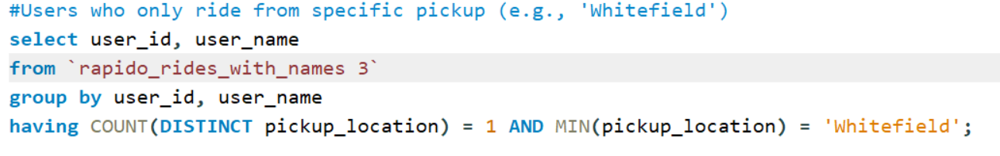 #Users who only ride from specific pickup (e.g., 'Whitefield')
select user_id, user_name
from `rapido_rides_with_names 3`
group by user_id, user_name
having COUNT(DISTINCT pickup_location) = 1 AND MIN(pickup_location) = 'Whitefield';